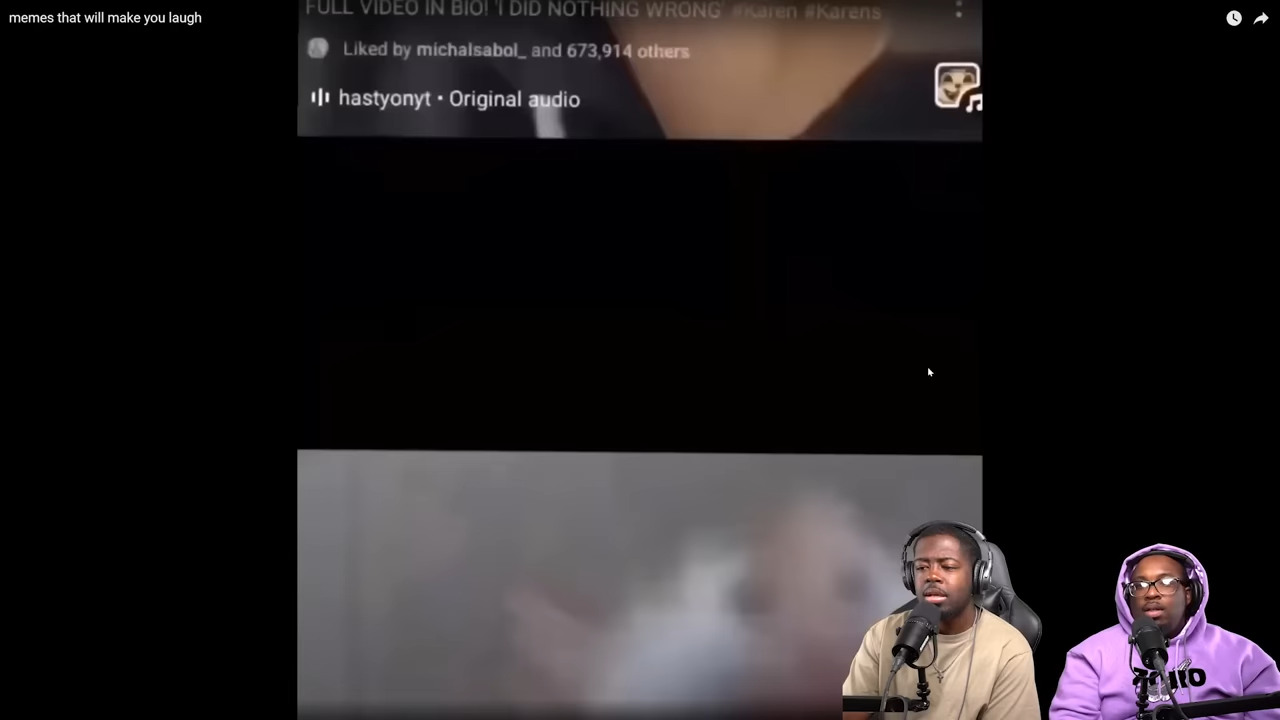 memes that will make you laugh
FULL VIDEO IN BIO! 'I DID NOTHING WRONG' #Karen #Karens
Liked by michalsabol_ and 673,914 others
hastyonyt • Original audio